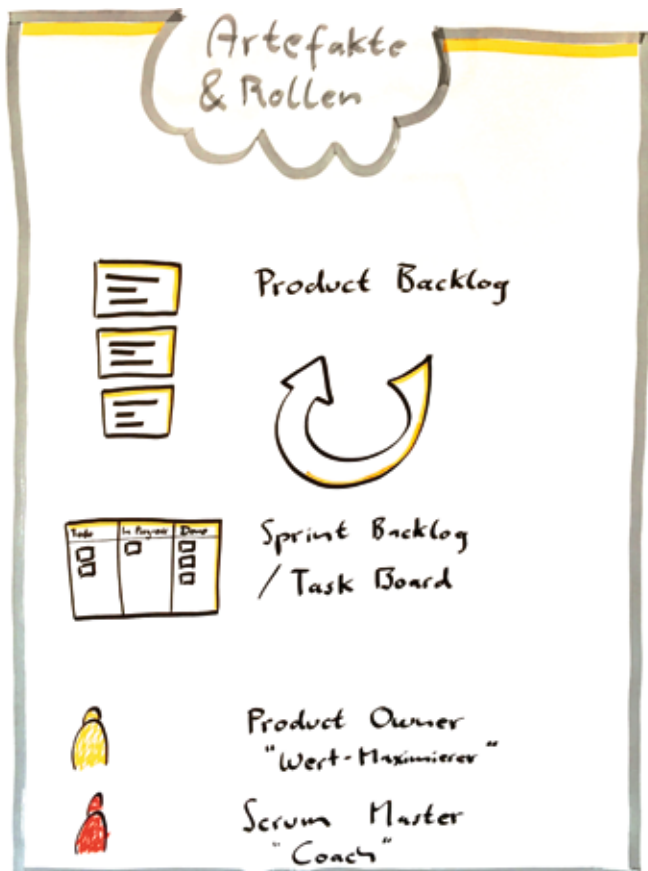 Artefakte
& Rollen
Product Backlog
Todo
In Progress
Done
Sprint Backlog
/ Task Board
Product Owner
"Wert-Maximierer"
Scrum Master
"Coach"